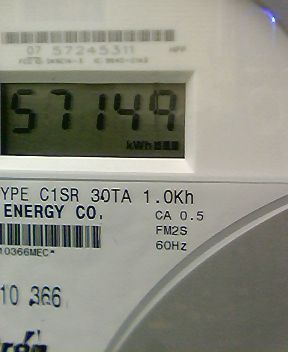 07 57245311
57149
kWh
YPE C1SR 30TA 1.0Kh
ENERGY CO. CA 0.5
FM2S
60Hz
10366MEC*
10 366